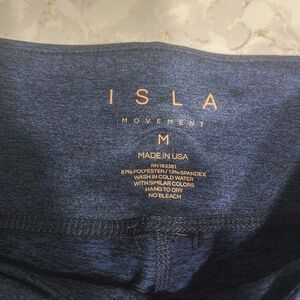 ISLA
MOVEMENT
M
MADE IN USA
RN163381
87% POLYESTER / 13% SPANDEX
WASH IN COLD WATER
WITH SIMILAR COLORS
HANG TO DRY
NO BLEACH